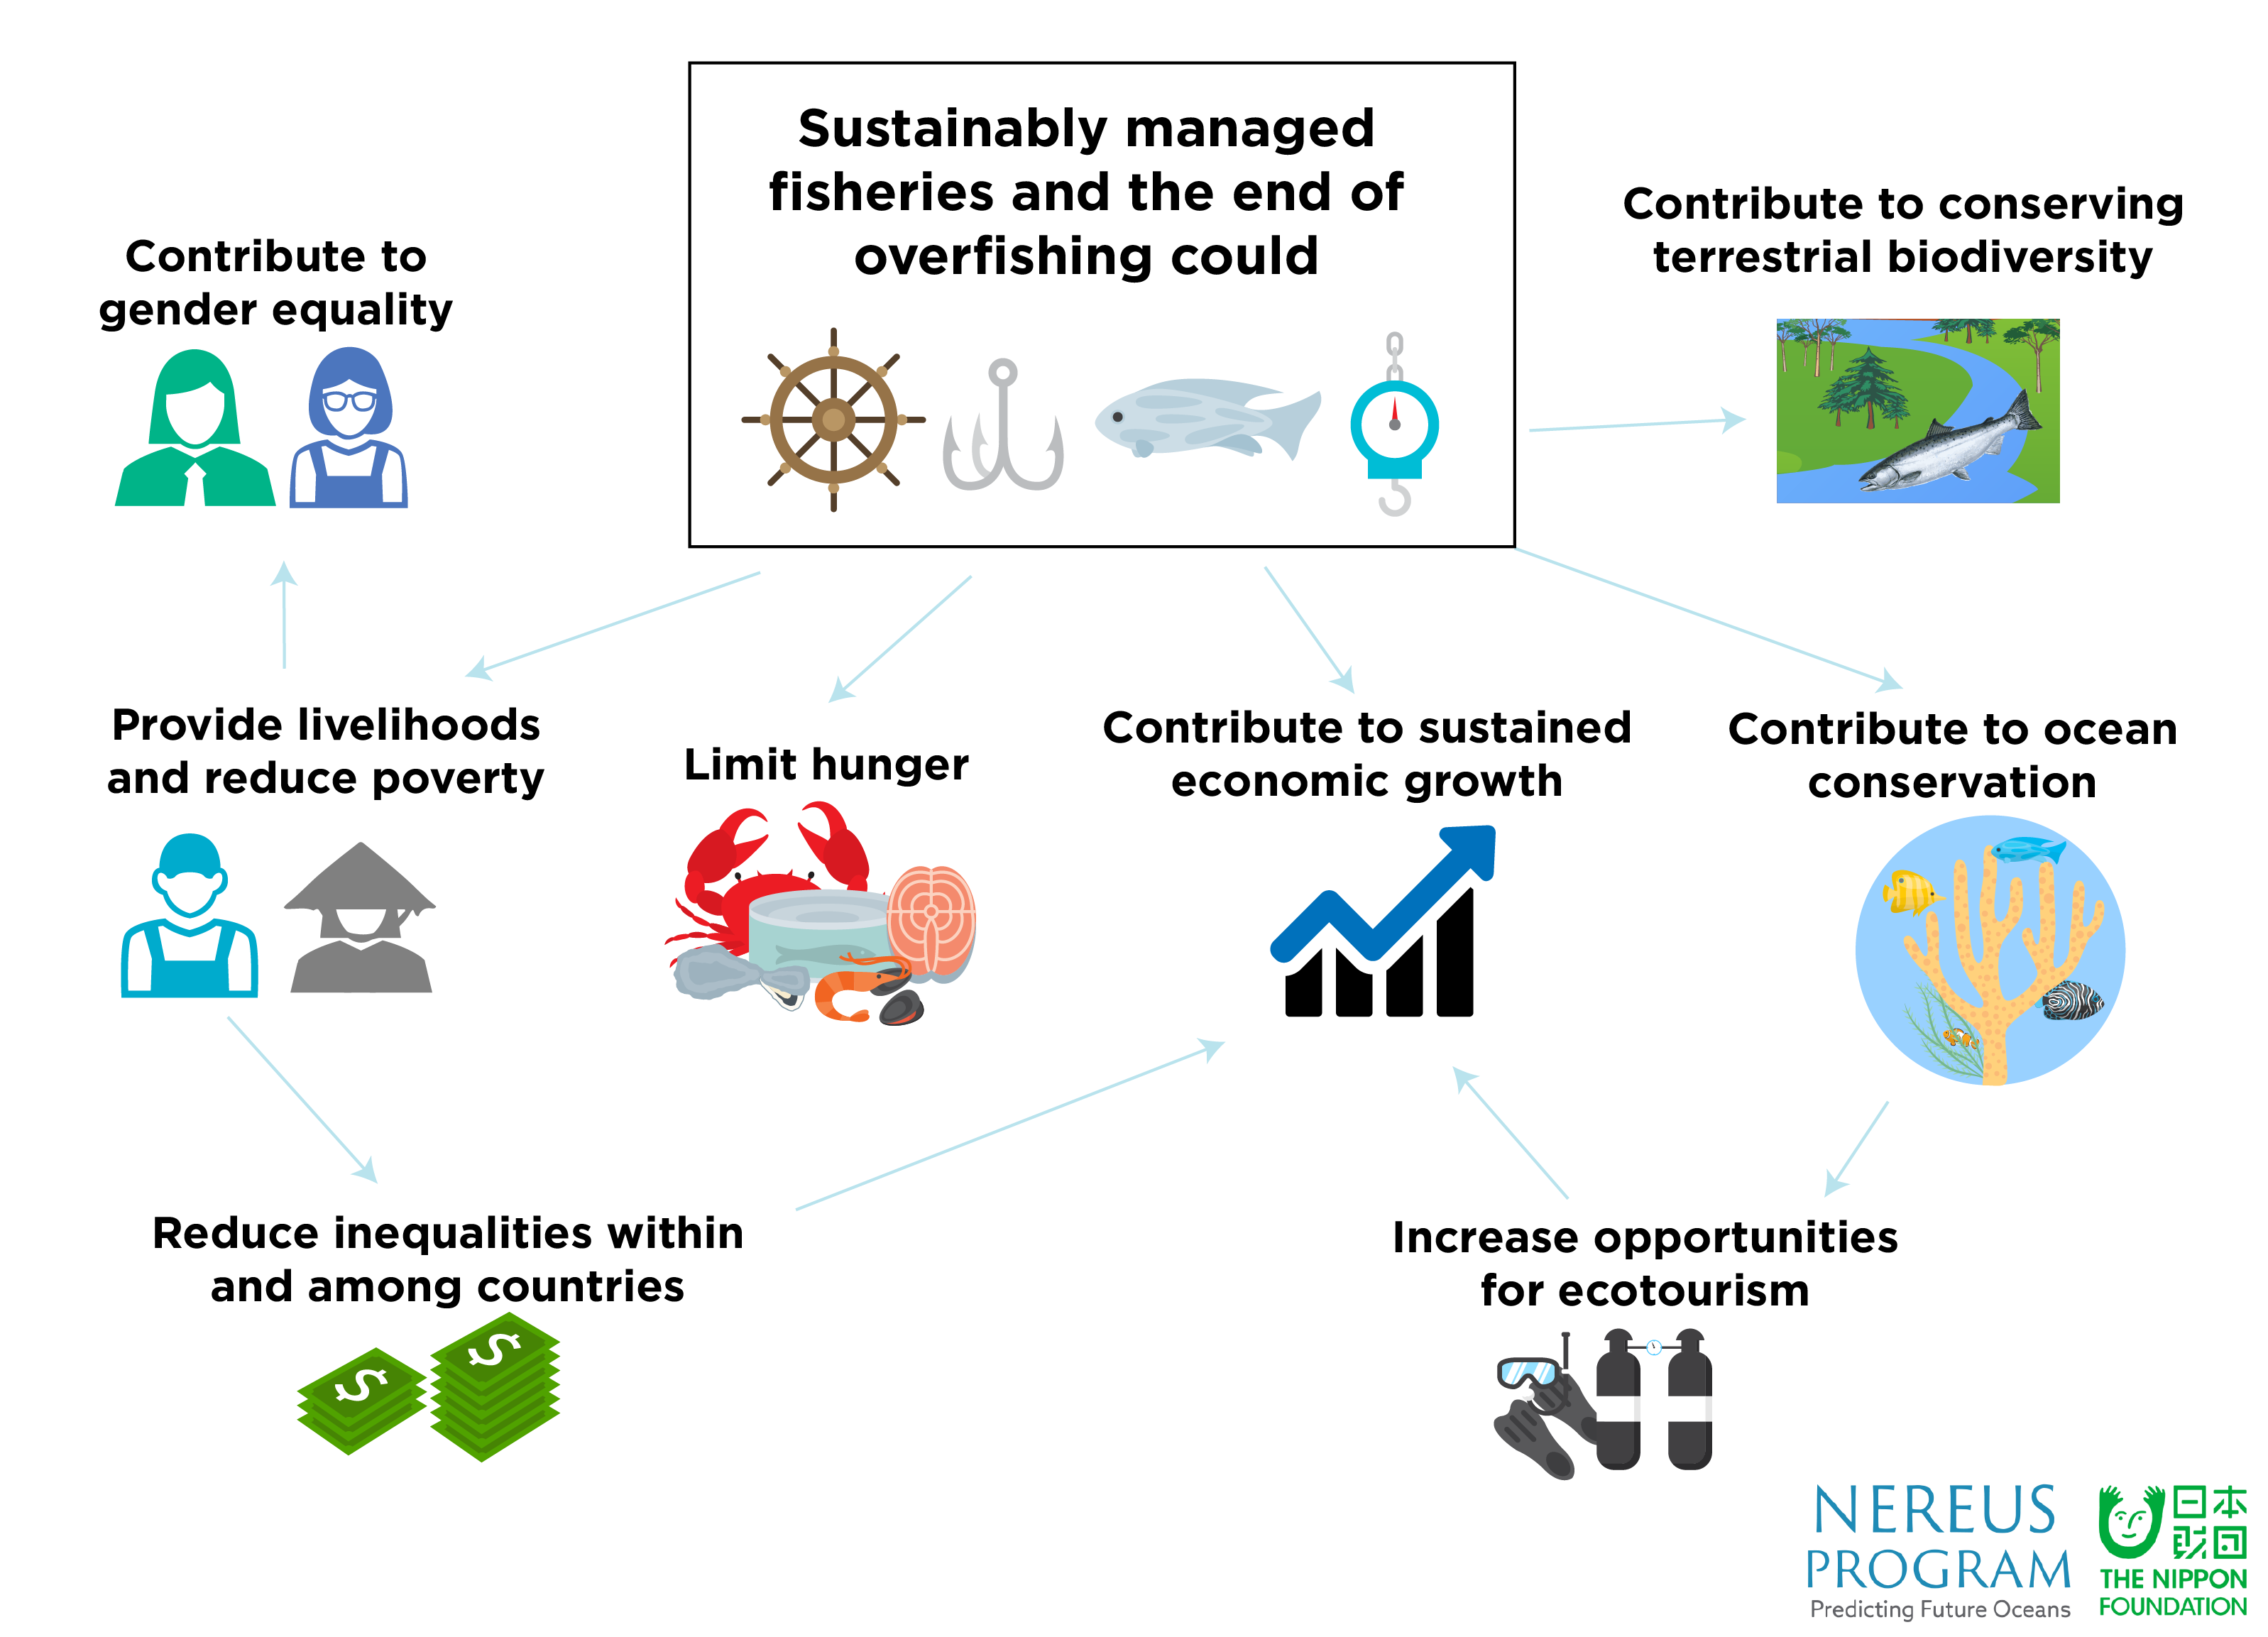 Sustainably managed
fisheries and the end of
overfishing could
Contribute to
gender equality
Contribute to conserving
terrestrial biodiversity
Provide livelihoods
and reduce poverty
Limit hunger
Contribute to sustained
economic growth
Contribute to ocean
conservation
Reduce inequalities within
and among countries
$
$
Increase opportunities
for ecotourism
NEREUS
PROGRAM
Predicting Future Oceans
日本
財団
THE NIPPON
FOUNDATION